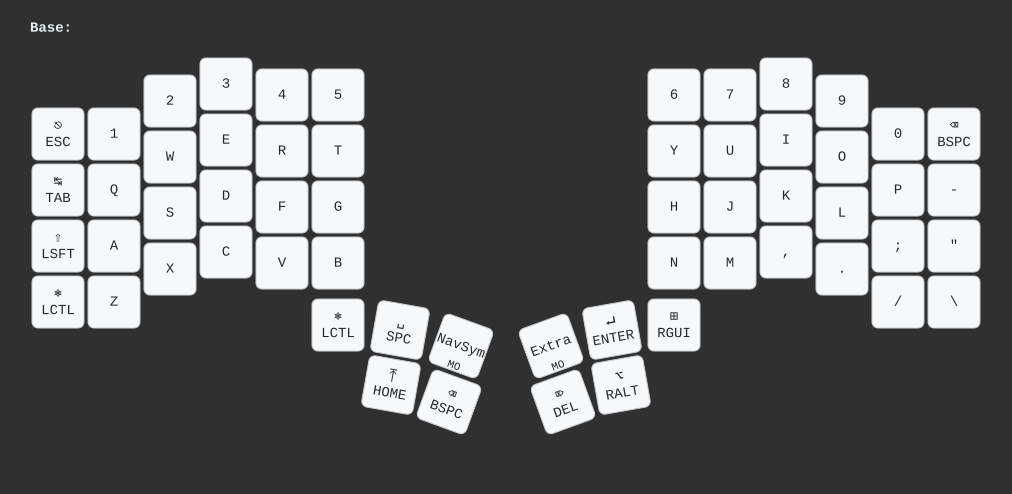 Base:
3 8
4 5 6 7
2 9
⎋ ESC 1 0 ⌫ BSPC
E I
R T Y U
W O
↹ TAB Q P -
D K
F G H J
S L
⇧ LSFT A ; "
C ,
V B N M
X .
⎈ LCTL Z / \
⎈ LCTL ␣ SPC NavSym MO Extra MO ↵ ENTER ⊞ RGUI
⤒ HOME ⌫ BSPC ⌦ DEL ⌥ RALT